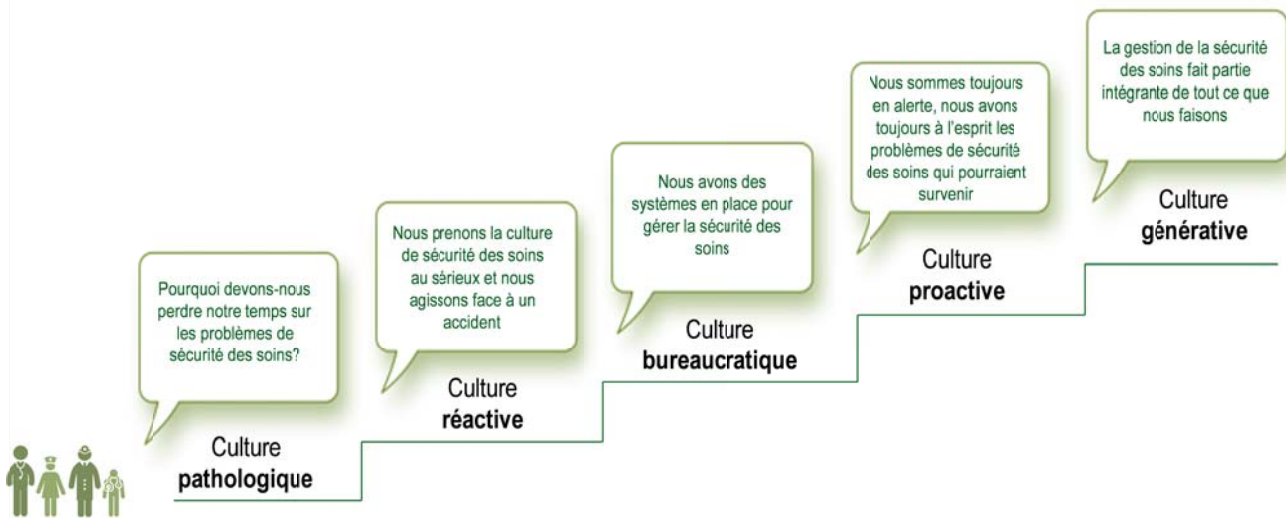 Pourquoi devons-nous
perdre notre temps sur
les problèmes de
sécurité des soins?
Culture
pathologique
Nous prenons la culture
de sécurité des soins
au sérieux et nous
agissons face à un
accident
Culture
réactive
Nous avons des
systèmes en place pour
gérer la sécurité des
soins
Culture
bureaucratique
Nous sommes toujours
en alerte, nous avons
toujours à l'esprit les
problèmes de sécurité
des soins qui pourraient
survenir
Culture
proactive
La gestion de la sécurité
des soins fait partie
intégrante de tout ce que
nous faisons
Culture
générative